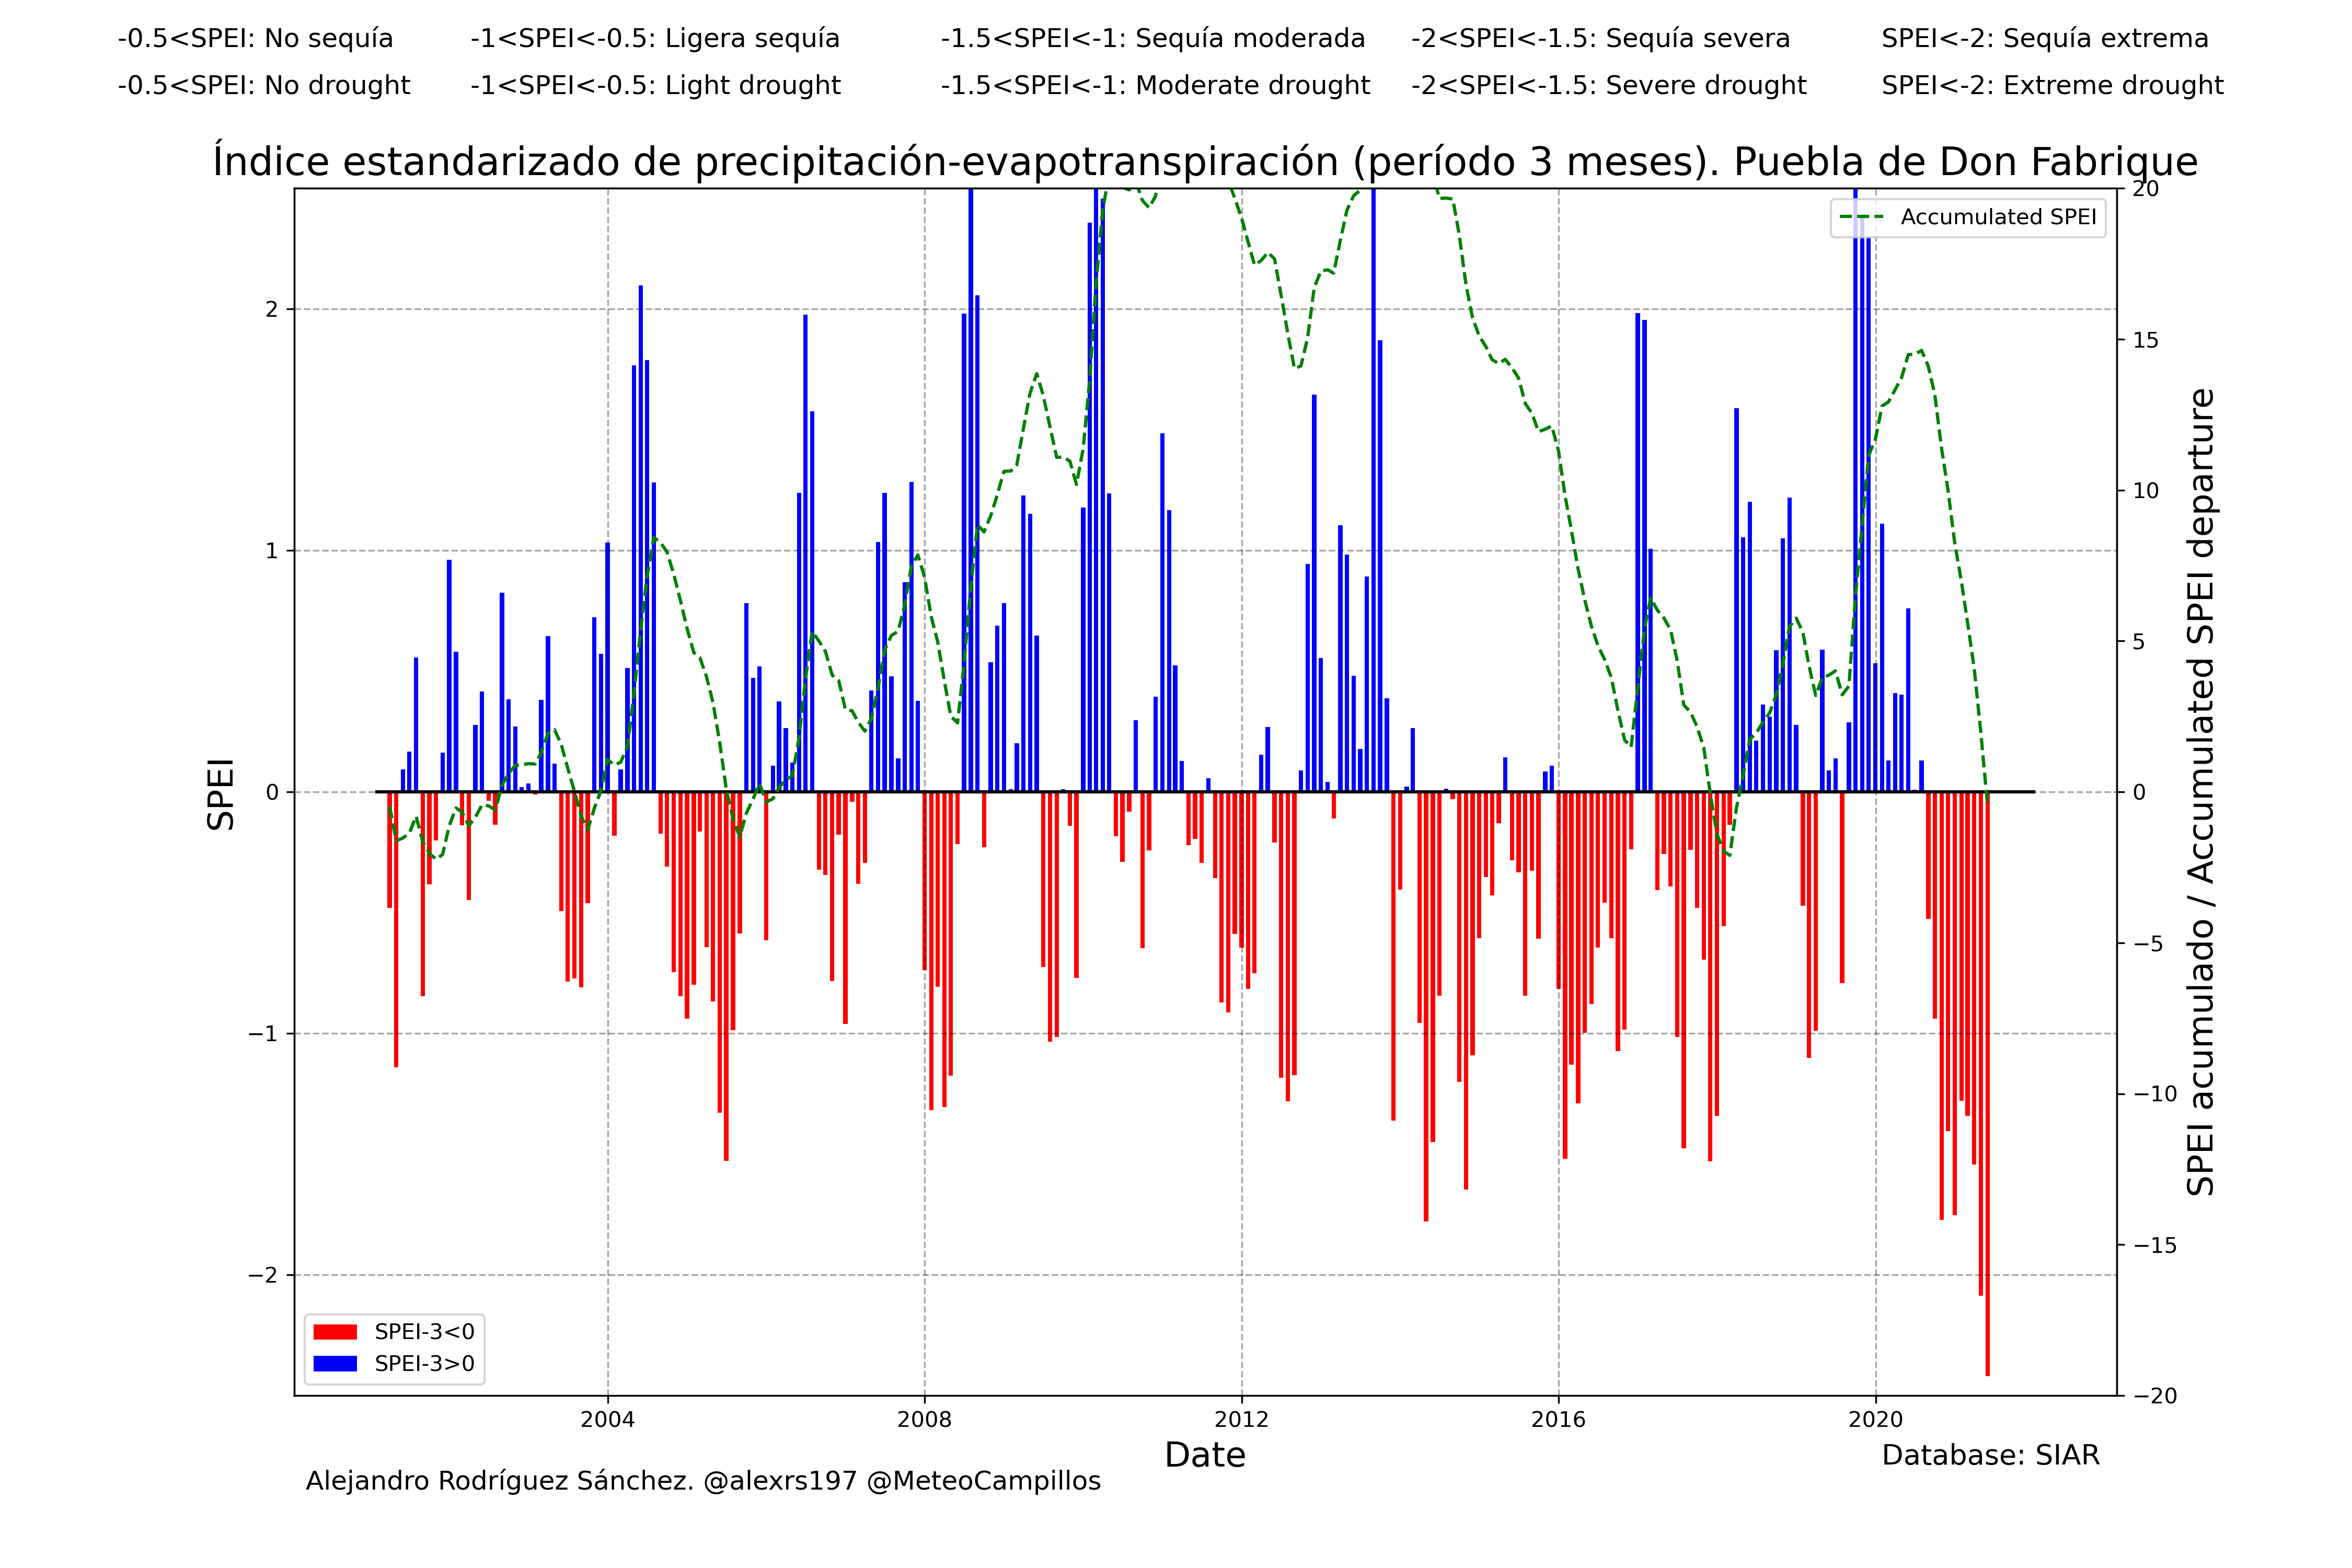 -0.5<SPEI: No sequía -1<SPEI<-0.5: Ligera sequía -1.5<SPEI<-1: Sequía moderada -2<SPEI<-1.5: Sequía severa SPEI<-2: Sequía extrema
-0.5<SPEI: No drought -1<SPEI<-0.5: Light drought -1.5<SPEI<-1: Moderate drought -2<SPEI<-1.5: Severe drought SPEI<-2: Extreme drought
Índice estandarizado de precipitación-evapotranspiración (período 3 meses). Puebla de Don Fabrique
Accumulated SPEI
SPEI
2
1
0
−1
−2
20
15
10
5
0
−5
−10
−15
−20
SPEI acumulado / Accumulated SPEI departure
SPEI-3<0
SPEI-3>0
2004 2008 2012 2016 2020
Date
Database: SIAR
Alejandro Rodríguez Sánchez. @alexrs197 @MeteoCampillos